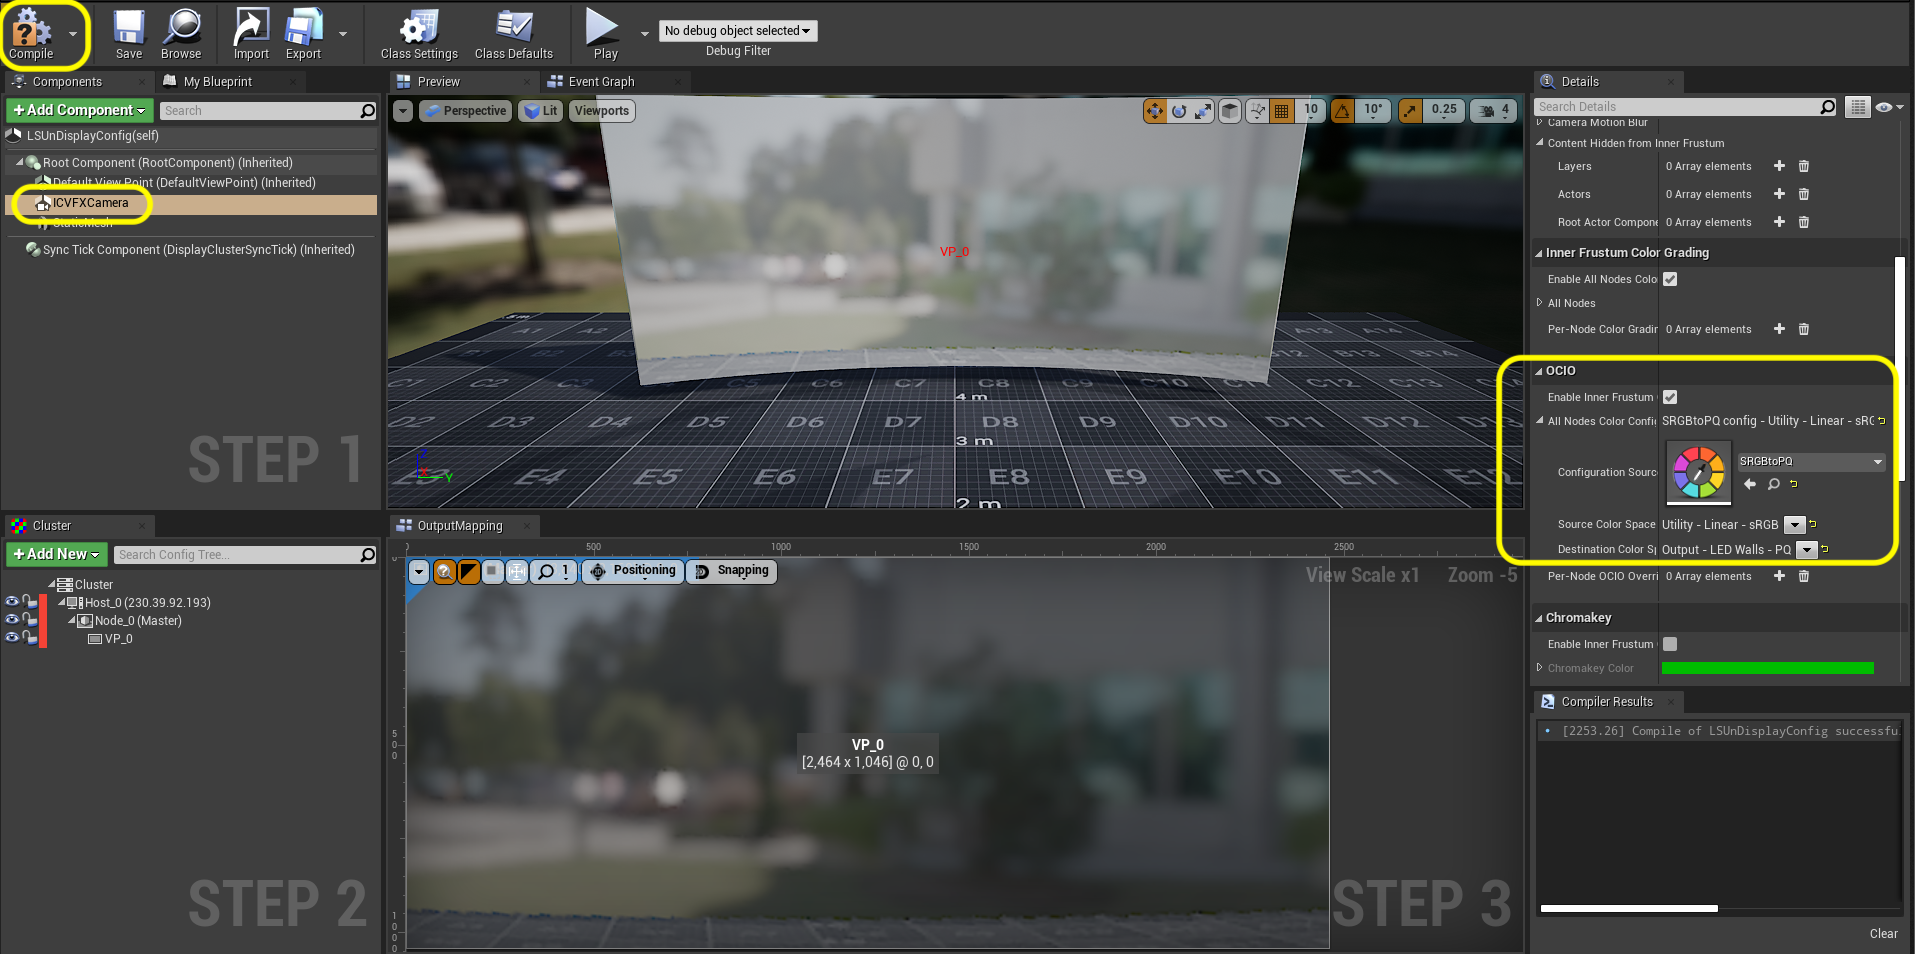 Compile
Save
Browse
Import
Export
Class Settings
Class Defaults
Play
No debug object selected
Debug Filter
Components
My Blueprint
Add Component
Search
LSUnDisplayConfig(self)
Root Component (RootComponent) (Inherited)
Default View Point (DefaultViewPoint) (Inherited)
ICVFXCamera
StaticMesh
Sync Tick Component (DisplayClusterSyncTick) (Inherited)
STEP 1
Preview
Event Graph
Perspective
Lit
Viewports
10
10°
0.25
4
VP_0
A1
A2
A13
A14
B2
B3
B12
B13
B14
C1
C2
C3
C5
C6
C7
C8
C9
C10
C11
C12
C13
4 m
D3
D4
D5
D6
D7
D8
D9
D10
D11
D12
3 m
E4
E5
E6
E7
E8
E9
E10
E11
E12
2 m
Z
X
Y
Details
Search Details
Camera Motion Blur
Content Hidden from Inner Frustum
Layers
0 Array elements
Actors
0 Array elements
Root Actor Compone
0 Array elements
Inner Frustum Color Grading
Enable All Nodes Colo
All Nodes
Per-Node Color Gradin
0 Array elements
OCIO
Enable Inner Frustum
All Nodes Color Config
SRGBtoPQ config - Utility - Linear - sRG
Configuration Source
SRGBtoPQ
Source Color Space
Utility - Linear - sRGB
Destination Color Sp
Output - LED Walls - PQ
Per-Node OCIO Overri
0 Array elements
Chromakey
Enable Inner Frustum
Chromakey Color
Cluster
Add New
Search Config Tree...
Cluster
Host_0 (230.39.92.193)
Node_0 (Master)
VP_0
STEP 2
OutputMapping
0
500
1000
1500
2000
2500
1
Positioning
Snapping
View Scale x1
Zoom -5
VP_0
[2,464 x 1,046] @ 0, 0
500
1000
STEP 3
Compiler Results
[2253.26] Compile of LSUnDisplayConfig successfu
Clear